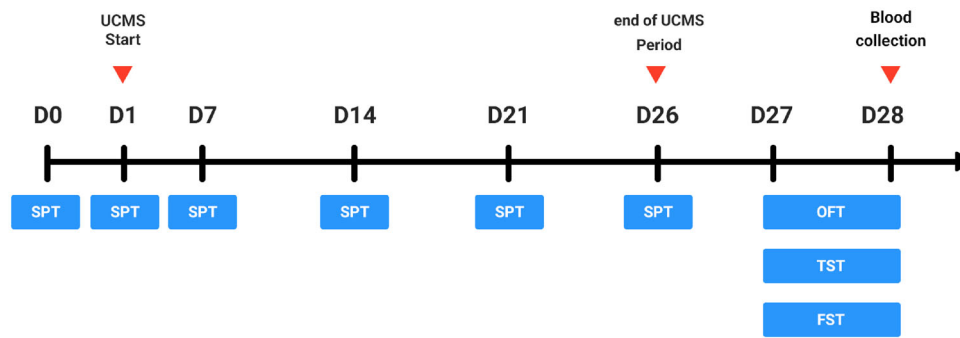 UCMS
Start
end of UCMS
Period
Blood
collection
D0 D1 D7 D14 D21 D26 D27 D28
SPT SPT SPT SPT SPT SPT OFT
TST
FST